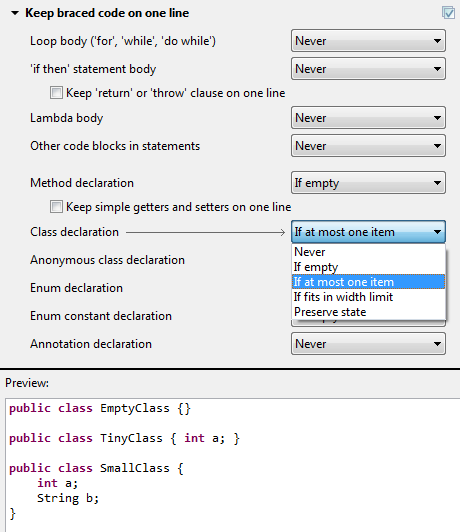 Keep braced code on one line
Loop body ('for', 'while', 'do while') Never
'if then' statement body Never
Keep 'return' or 'throw' clause on one line
Lambda body Never
Other code blocks in statements Never
Method declaration If empty
Keep simple getters and setters on one line
Class declaration If at most one item
Never
Anonymous class declaration
If empty
If at most one item
Enum declaration
If fits in width limit
Enum constant declaration
Preserve state
Annotation declaration Never
Preview:
public class EmptyClass {}
public class TinyClass { int a; }
public class SmallClass {
    int a;
    String b;
}